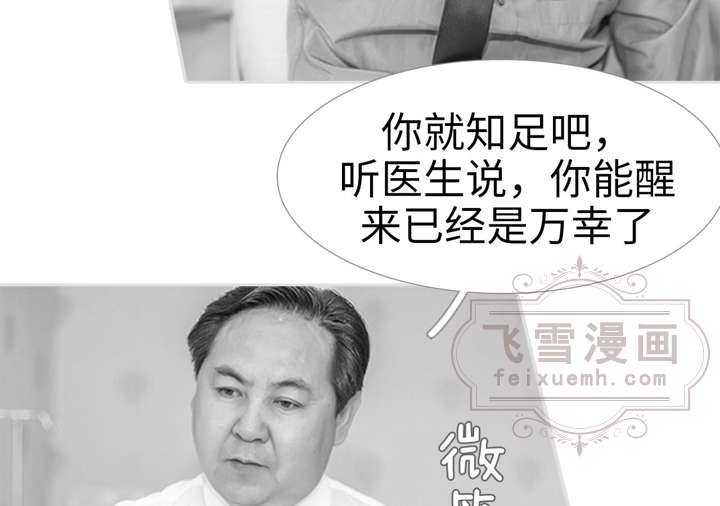 你就知足吧，
听医生说，你能醒
来已经是万幸了
飞雪漫画
feixuemh.com
微